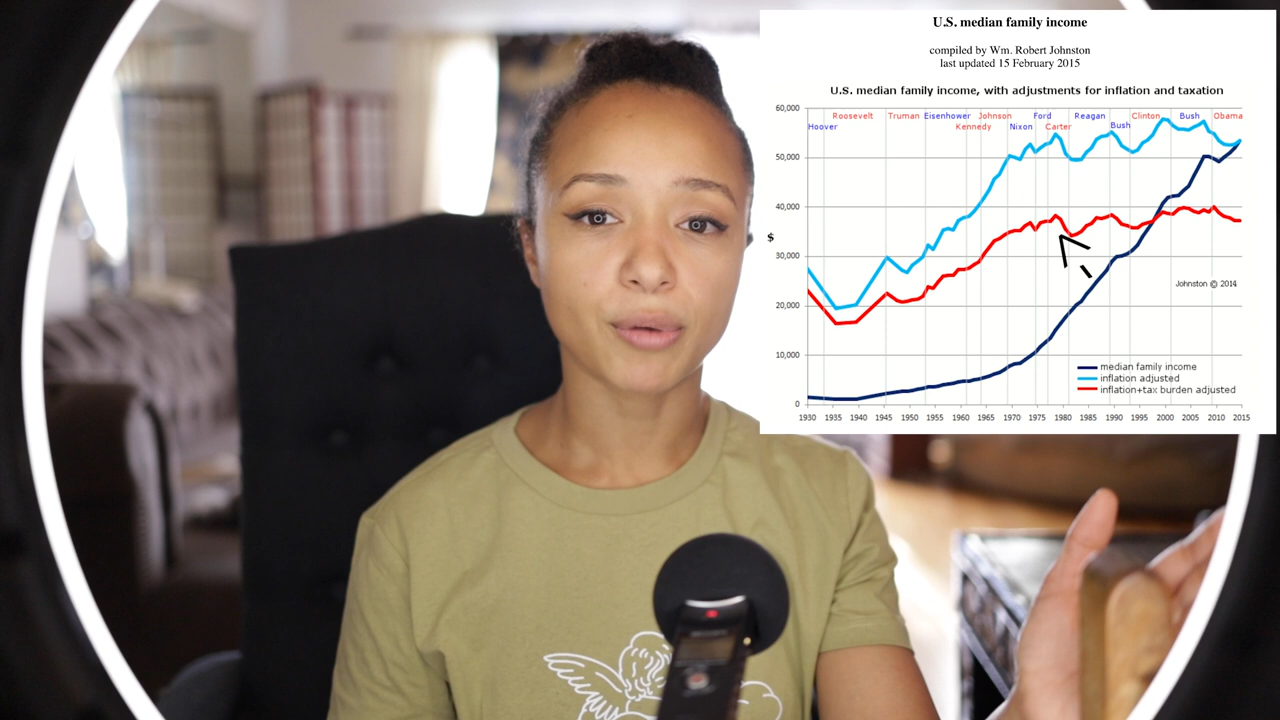 U.S. median family income
compiled by Wm. Robert Johnston
last updated 15 February 2015
U.S. median family income, with adjustments for inflation and taxation
60,000
Roosevelt Truman Eisenhower Johnson Ford Reagan Clinton Bush Obama
Hoover Kennedy Nixon Carter Bush
50,000
40,000
$
30,000
Johnston © 2014
20,000
10,000
median family income
inflation adjusted
inflation+tax burden adjusted
0
1930 1935 1940 1945 1950 1955 1960 1965 1970 1975 1980 1985 1990 1995 2000 2005 2010 2015